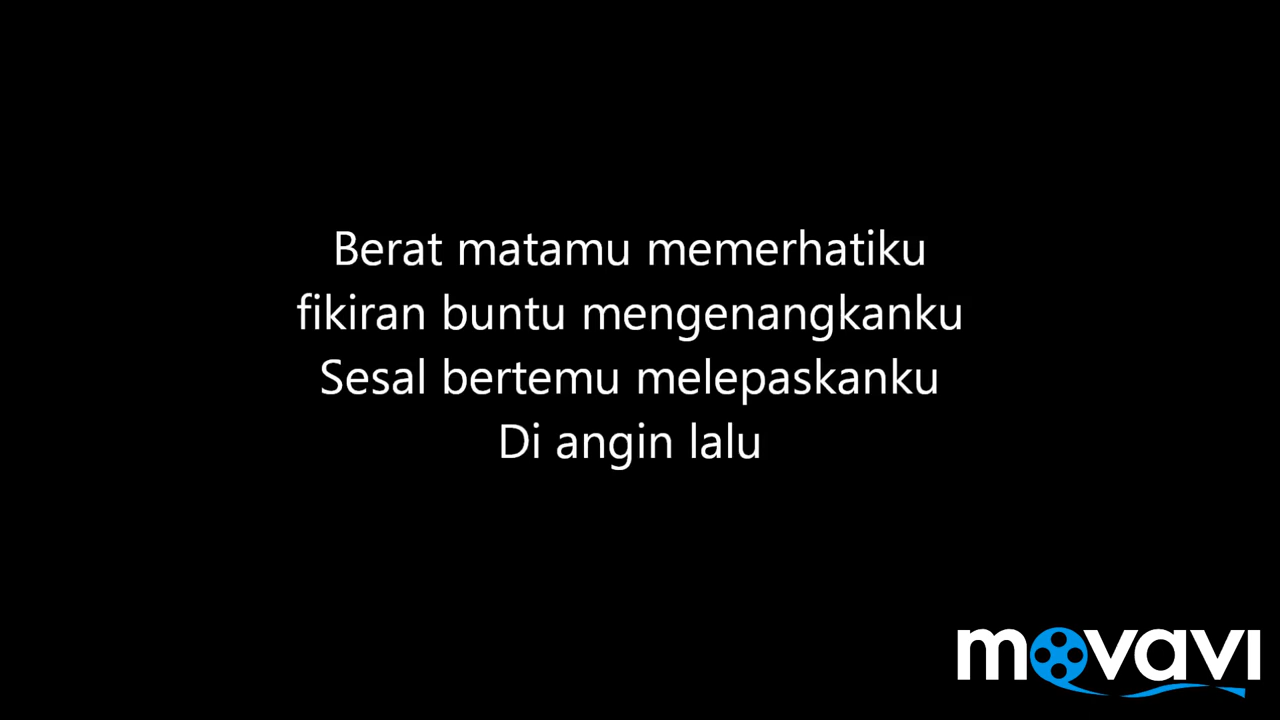 Berat matamu memerhatiku
fikiran buntu mengenangkanku
Sesal bertemu melepaskanku
Di angin lalu
movavi